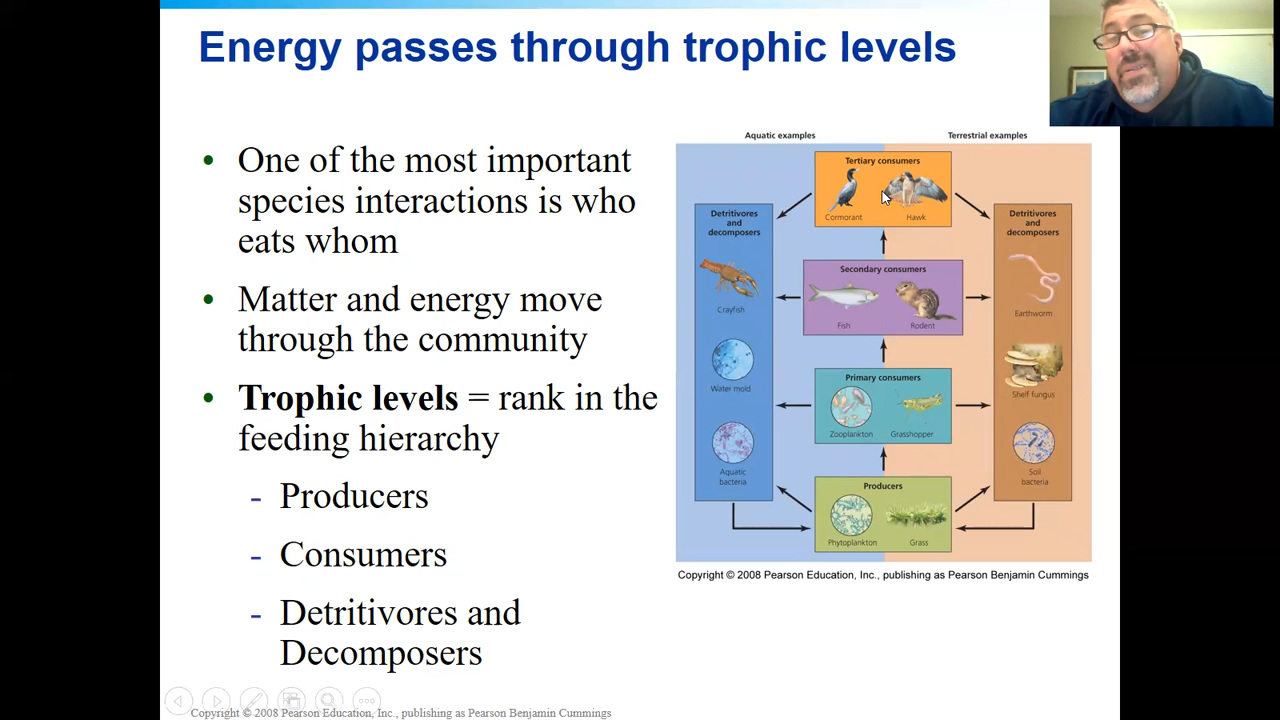 Energy passes through trophic levels
• One of the most important
species interactions is who
eats whom
• Matter and energy move
through the community
• Trophic levels = rank in the
feeding hierarchy
- Producers
- Consumers
- Detritivores and
Decomposers
Aquatic examples
Terrestrial examples
Tertiary consumers
Cormorant
Hawk
Detritivores
and
decomposers
Crayfish
Water mold
Aquatic
bacteria
Secondary consumers
Fish
Rodent
Primary consumers
Zooplankton
Grasshopper
Producers
Phytoplankton
Grass
Detritivores
and
decomposers
Earthworm
Shelf fungus
Soil
bacteria
Copyright © 2008 Pearson Education, Inc., publishing as Pearson Benjamin Cummings
Copyright © 2008 Pearson Education, Inc., publishing as Pearson Benjamin Cummings